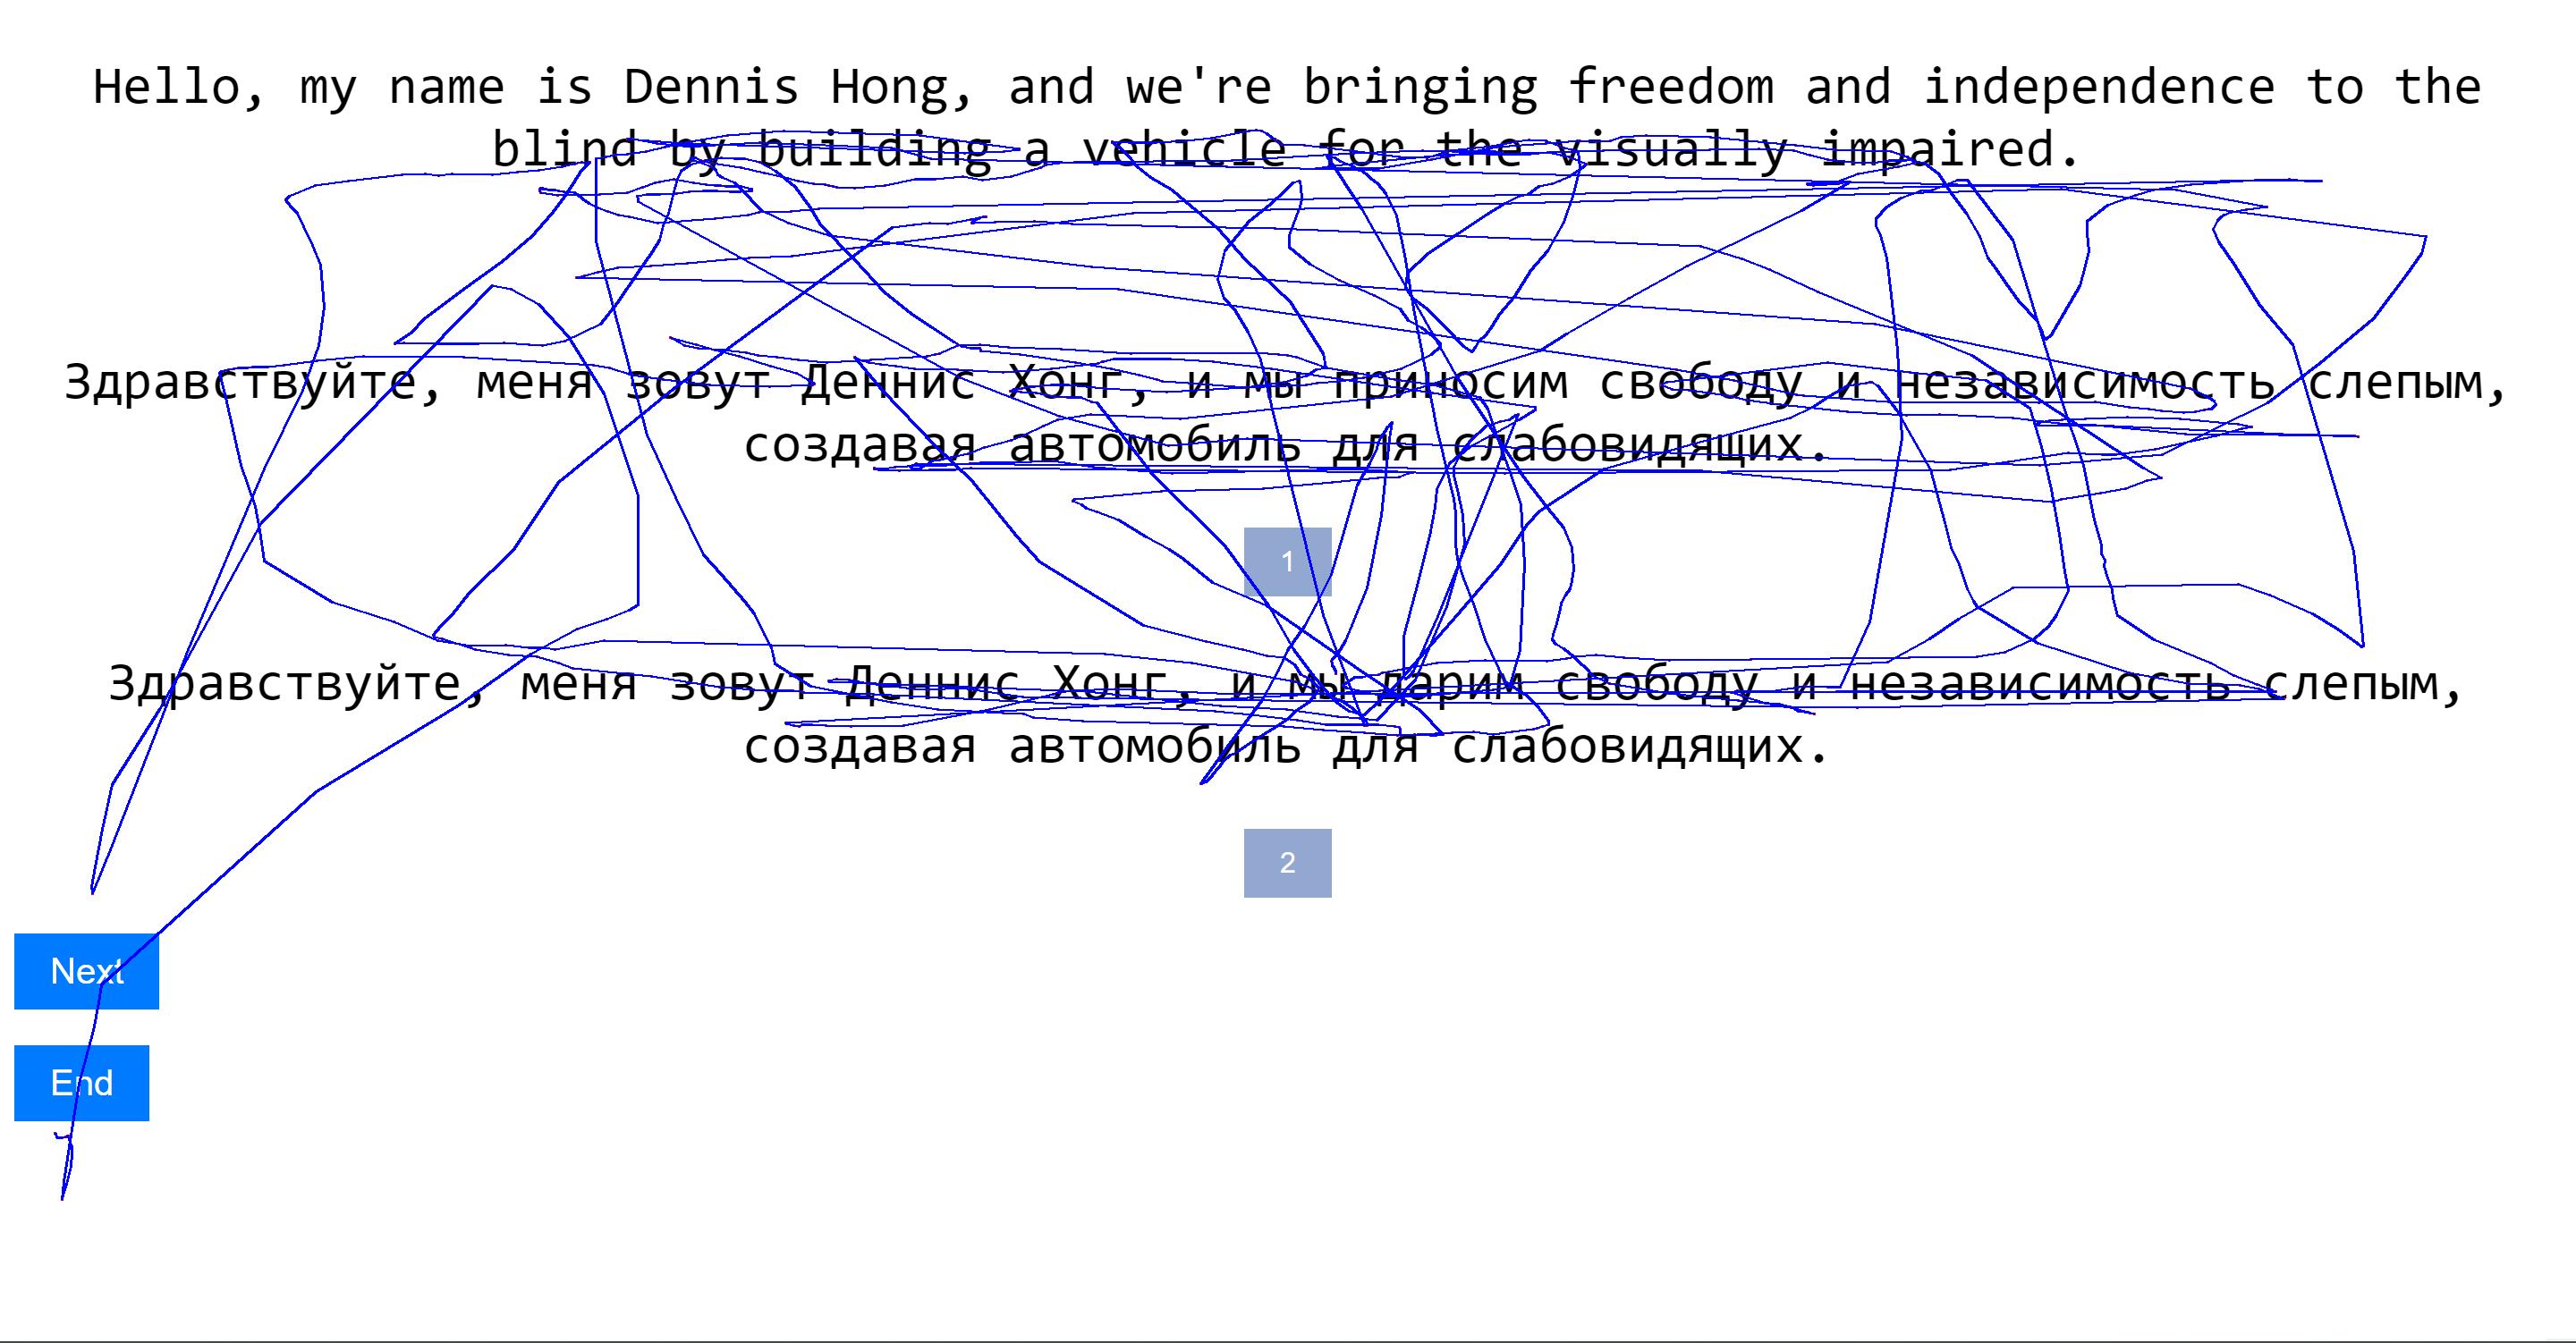 Hello, my name is Dennis Hong, and we're bringing freedom and independence to the
blind by building a vehicle for the visually impaired.
Здравствуйте, меня зовут Деннис Хонг, и мы приносим свободу и независимость слепым,
создавая автомобиль для слабовидящих.
1
Здравствуйте, меня зовут Деннис Хонг, и мы дарим свободу и независимость слепым,
создавая автомобиль для слабовидящих.
2
Next
End